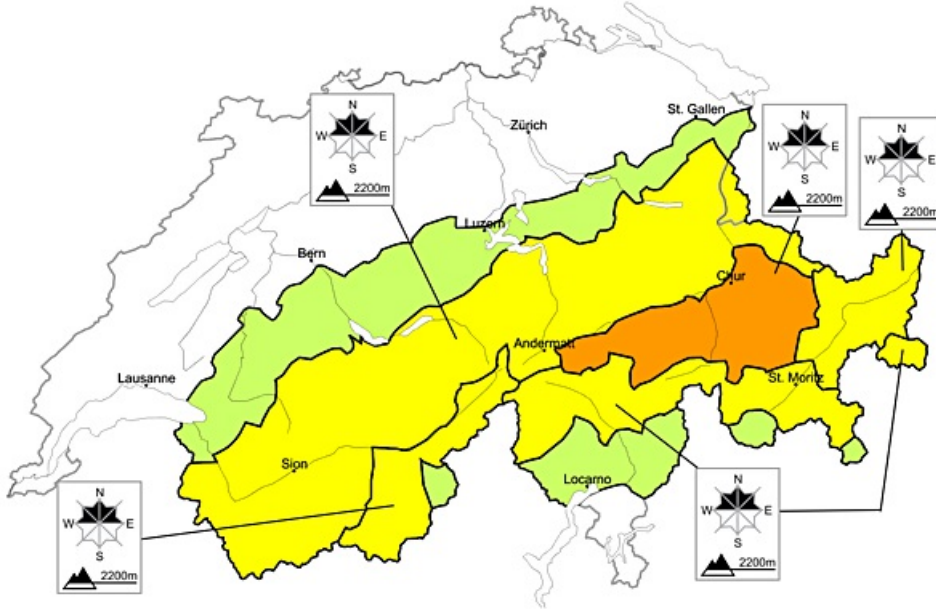 St. Gallen
Zürich
N
W E
S
2200m
N
W E
S
2200m
N
W E
S
2200m
Luzern
Bern
Chur
Andermatt
Lausanne
St. Moritz
Sion
Locarno
N
W E
S
2200m
N
W E
S
2200m